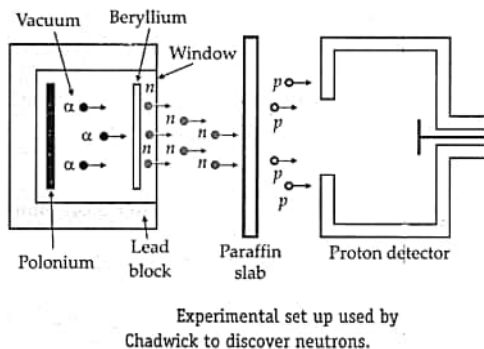 Vacuum
Beryllium
Window
n
p
α
n
p
α
n
n
n
p
α
n
n
n
p
Polonium
Lead
block
Paraffin
slab
Proton detector
Experimental set up used by
Chadwick to discover neutrons.